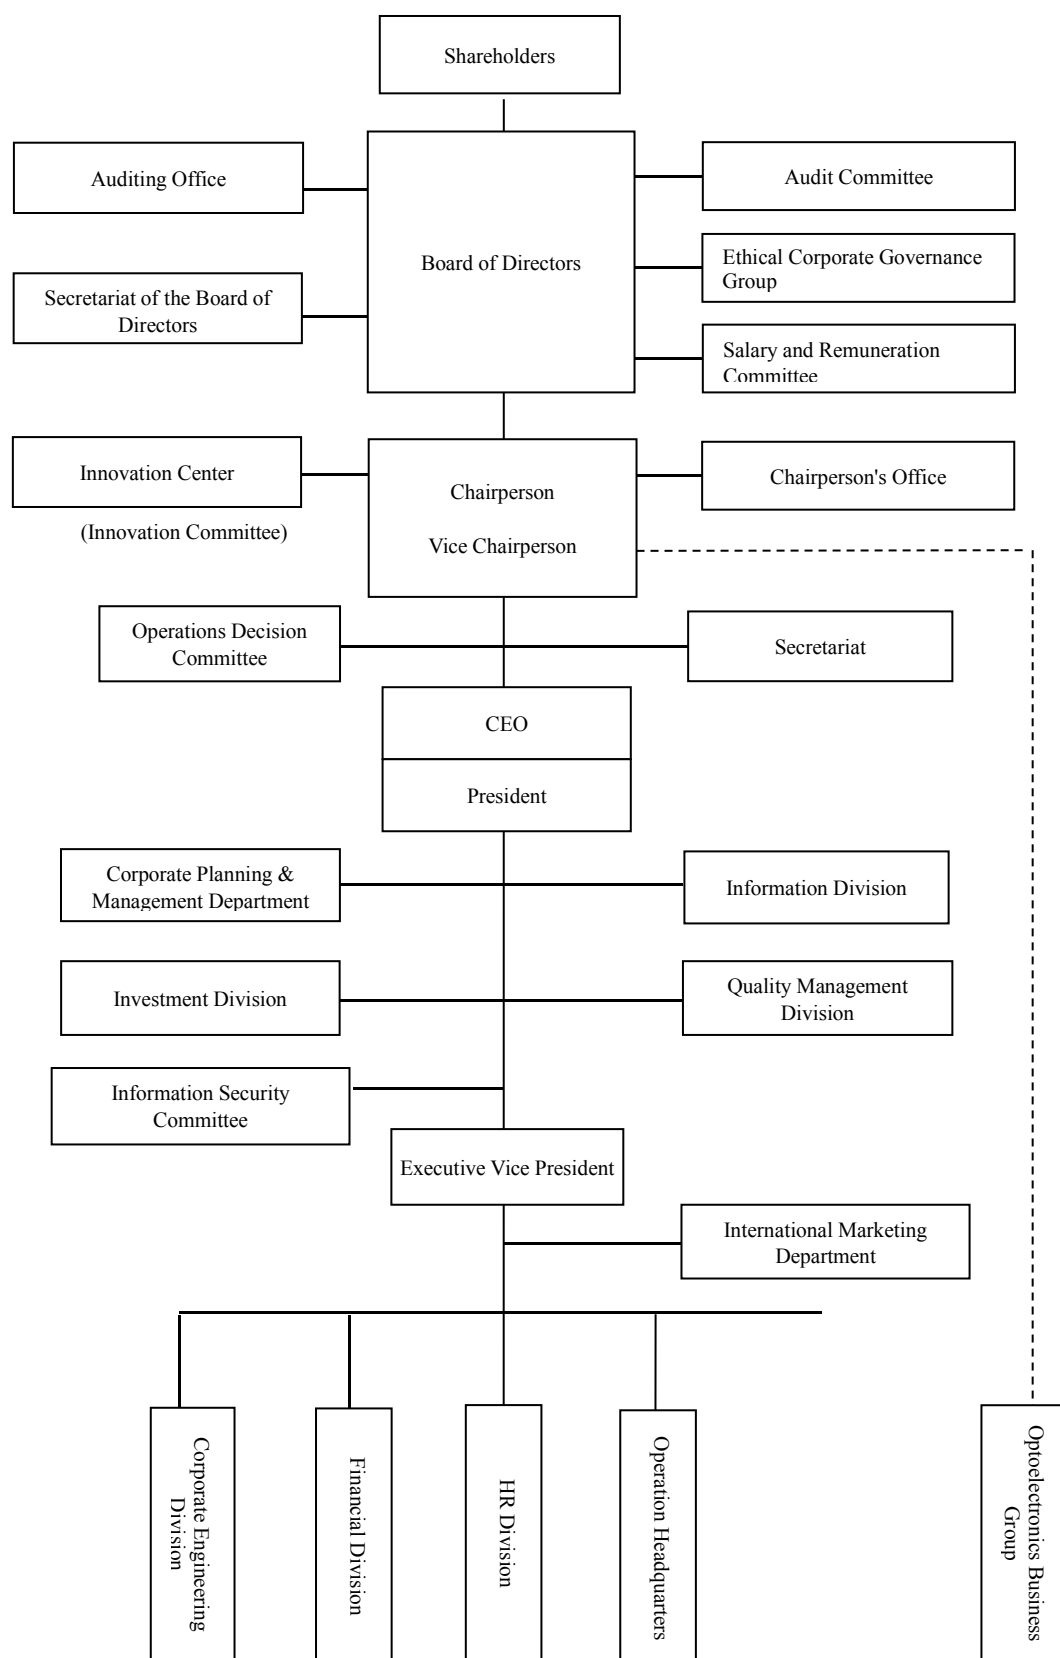 Shareholders
Auditing Office
Audit Committee
Board of Directors
Ethical Corporate Governance
Group
Secretariat of the Board of
Directors
Salary and Remuneration
Committee
Innovation Center
(Innovation Committee)
Chairperson
Vice Chairperson
Chairperson's Office
Operations Decision
Committee
Secretariat
CEO
President
Corporate Planning &
Management Department
Information Division
Investment Division
Quality Management
Division
Information Security
Committee
Executive Vice President
International Marketing
Department
Corporate Engineering
Division
Financial Division
HR Division
Operation Headquarters
Optoelectronics Business
Group